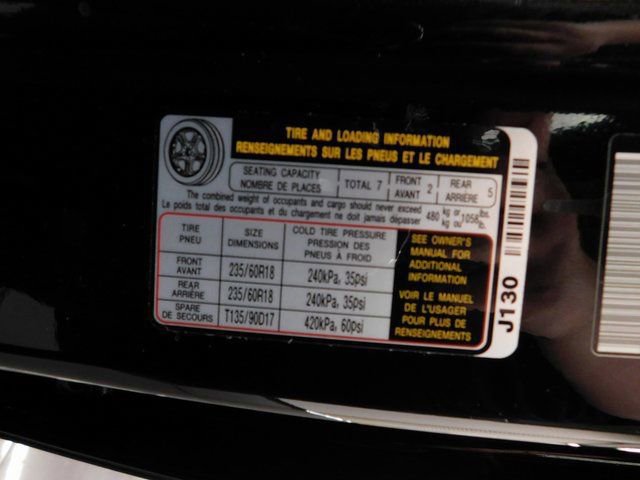 TIRE AND LOADING INFORMATION
RENSEIGNEMENTS SUR LES PNEUS ET LE CHARGEMENT
SEATING CAPACITY
NOMBRE DE PLACES
TOTAL 7
FRONT
AVANT
2
REAR
ARRIÈRE
5
The combined weight of occupants and cargo should never exceed
Le poids total des occupants et du chargement ne doit jamais dépasser
480 kg or 1058 lbs.
kg ou lb.
TIRE
PNEU
SIZE
DIMENSIONS
COLD TIRE PRESSURE
PRESSION DES
PNEUS À FROID
FRONT
AVANT
235/60R18
240kPa, 35psi
REAR
ARRIÈRE
235/60R18
240kPa, 35psi
SPARE
DE SECOURS
T135/90D17
420kPa, 60psi
SEE OWNER'S
MANUAL FOR
ADDITIONAL
INFORMATION
VOIR LE MANUEL
DE L'USAGER
POUR PLUS DE
RENSEIGNEMENTS
J130